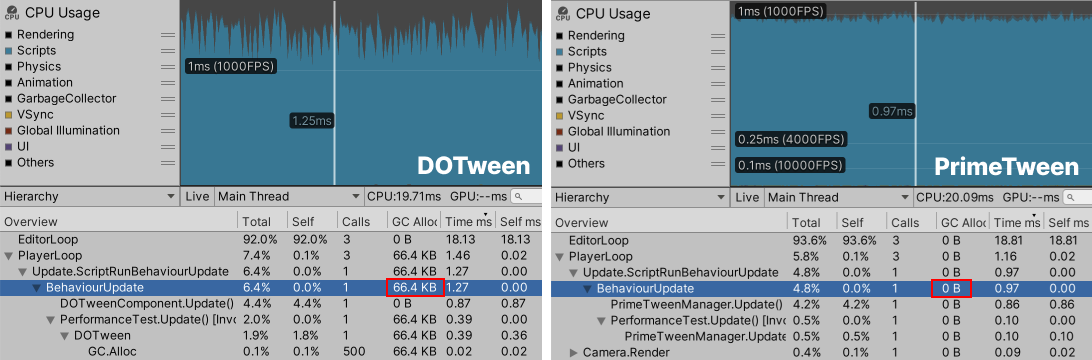 CPU Usage
Rendering
Scripts
Physics
Animation
GarbageCollector
VSync
Global Illumination
UI
Others
CPU
1ms (1000FPS)
1.25ms
DOTween
Hierarchy Live Main Thread CPU:19.71ms GPU:--ms
Overview Total Self Calls GC Alloc Time ms Self ms
EditorLoop 92.0% 92.0% 3 0 B 18.13 18.13
PlayerLoop 7.4% 0.1% 3 66.4 KB 1.46 0.02
Update.ScriptRunBehaviourUpdate 6.4% 0.0% 1 66.4 KB 1.27 0.00
BehaviourUpdate 6.4% 0.0% 1 66.4 KB 1.27 0.00
DOTweenComponent.Update() 4.4% 4.4% 1 0 B 0.87 0.87
PerformanceTest.Update() [Invo 2.0% 0.0% 1 66.4 KB 0.39 0.00
DOTween 1.9% 1.8% 1 66.4 KB 0.39 0.36
GC.Alloc 0.1% 0.1% 500 66.4 KB 0.02 0.02
CPU Usage
Rendering
Scripts
Physics
Animation
GarbageCollector
VSync
Global Illumination
UI
Others
CPU
1ms (1000FPS)
0.97ms
0.25ms (4000FPS)
0.1ms (10000FPS)
PrimeTween
Hierarchy Live Main Thread CPU:20.09ms GPU:--ms
Overview Total Self Calls GC Alloc Time ms Self ms
EditorLoop 93.6% 93.6% 3 0 B 18.81 18.81
PlayerLoop 5.8% 0.1% 3 0 B 1.16 0.02
Update.ScriptRunBehaviourUpdate 4.8% 0.0% 1 0 B 0.97 0.00
BehaviourUpdate 4.8% 0.0% 1 0 B 0.97 0.00
PrimeTweenManager.Update() 4.2% 4.2% 1 0 B 0.86 0.86
PerformanceTest.Update() [Invo 0.5% 0.0% 1 0 B 0.10 0.00
PrimeTweenManager.Update() 0.5% 0.5% 1 0 B 0.10 0.10
Camera.Render 0.4% 0.1% 1 0 B 0.09 0.02